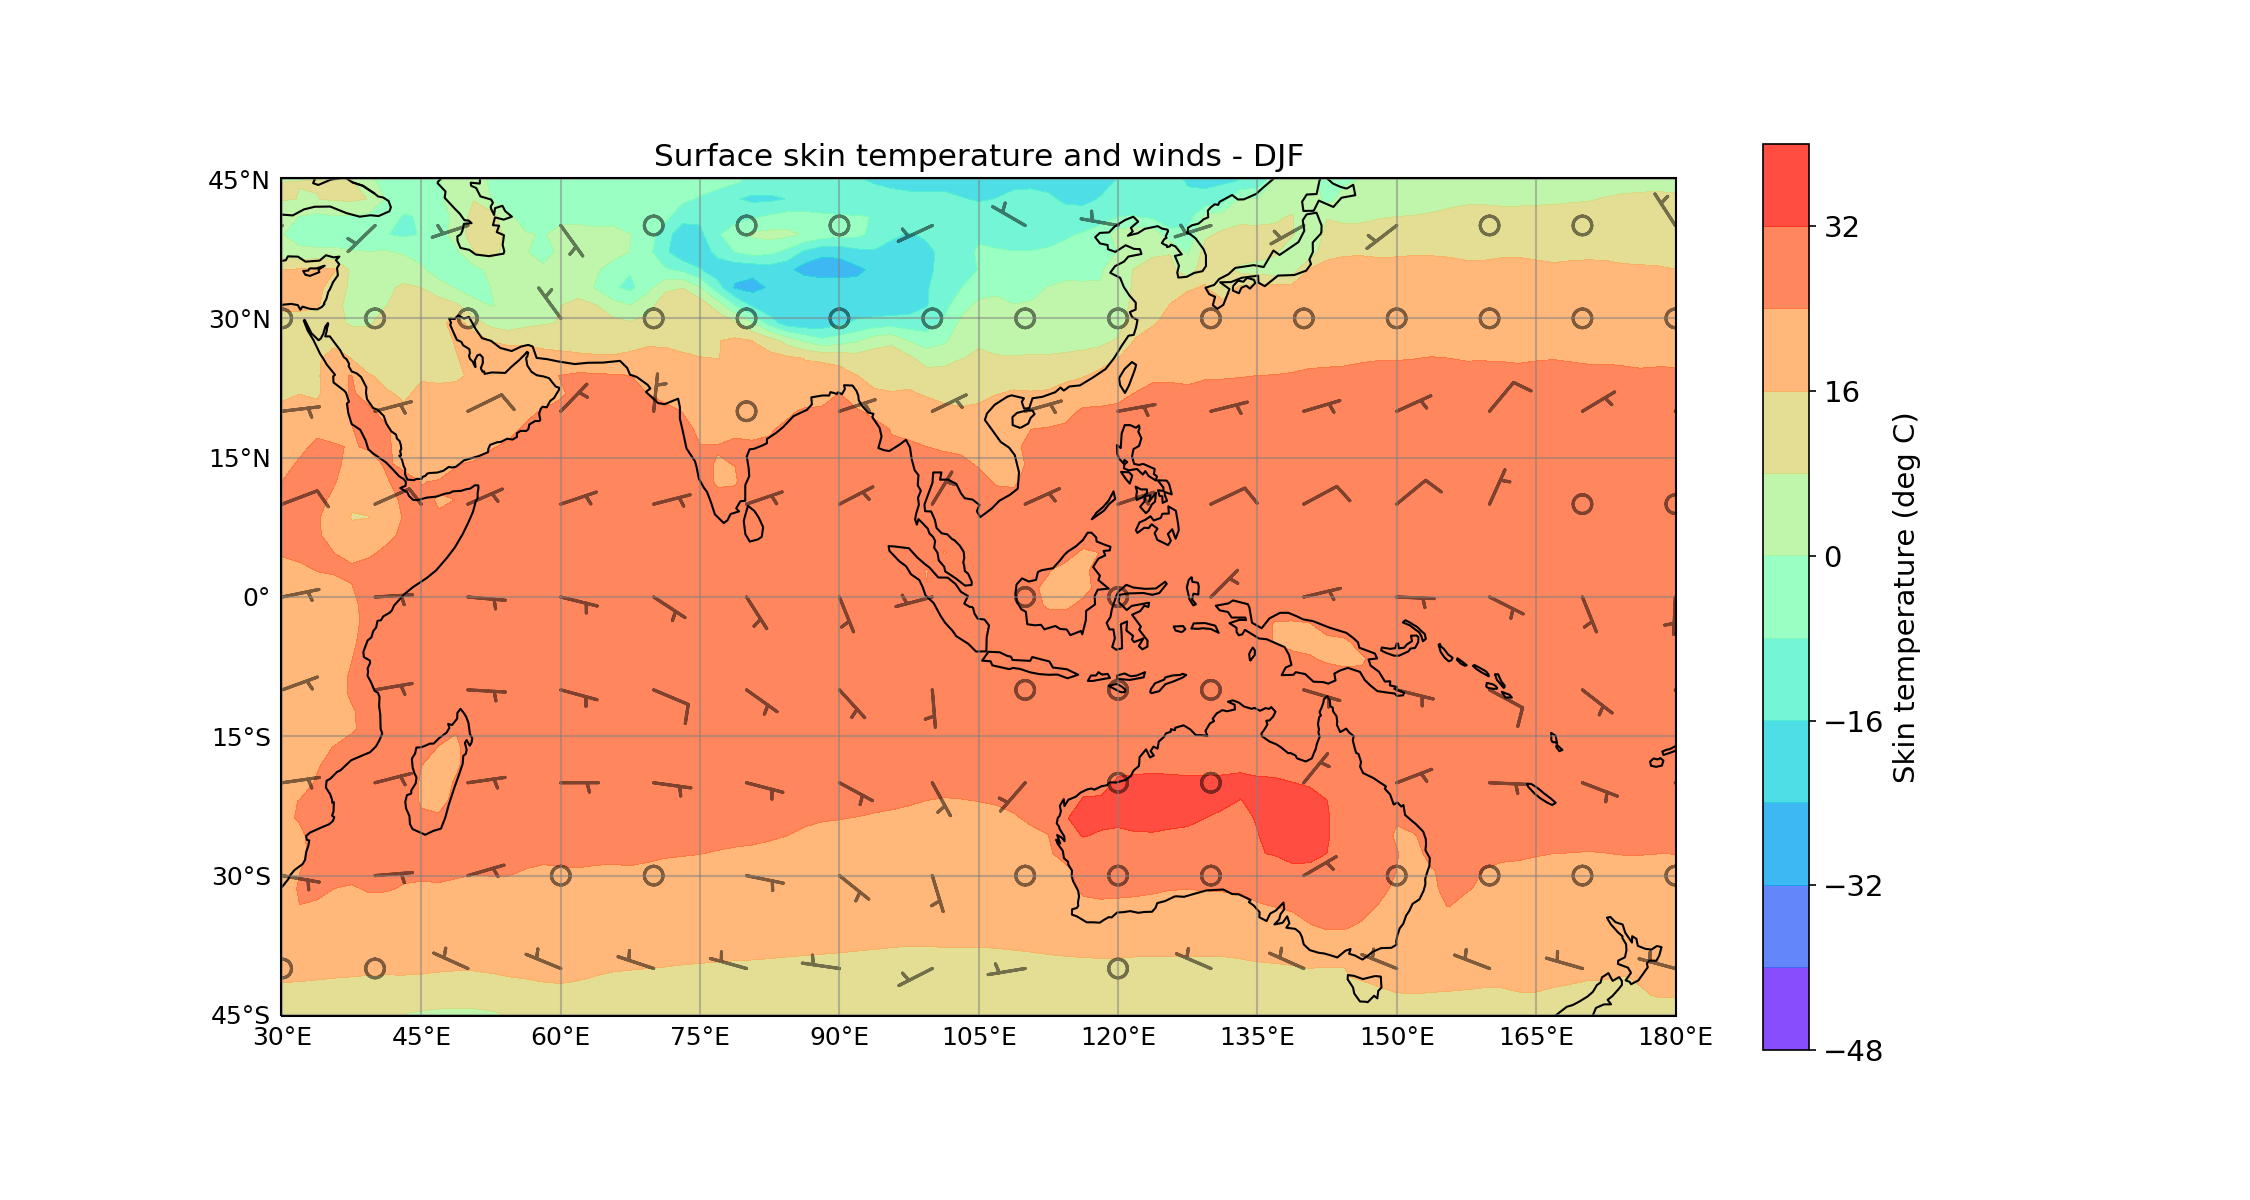 Surface skin temperature and winds - DJF
45°N
30°N
15°N
0°
15°S
30°S
45°S
30°E 45°E 60°E 75°E 90°E 105°E 120°E 135°E 150°E 165°E 180°E
32
16
0
−16
−32
−48
Skin temperature (deg C)